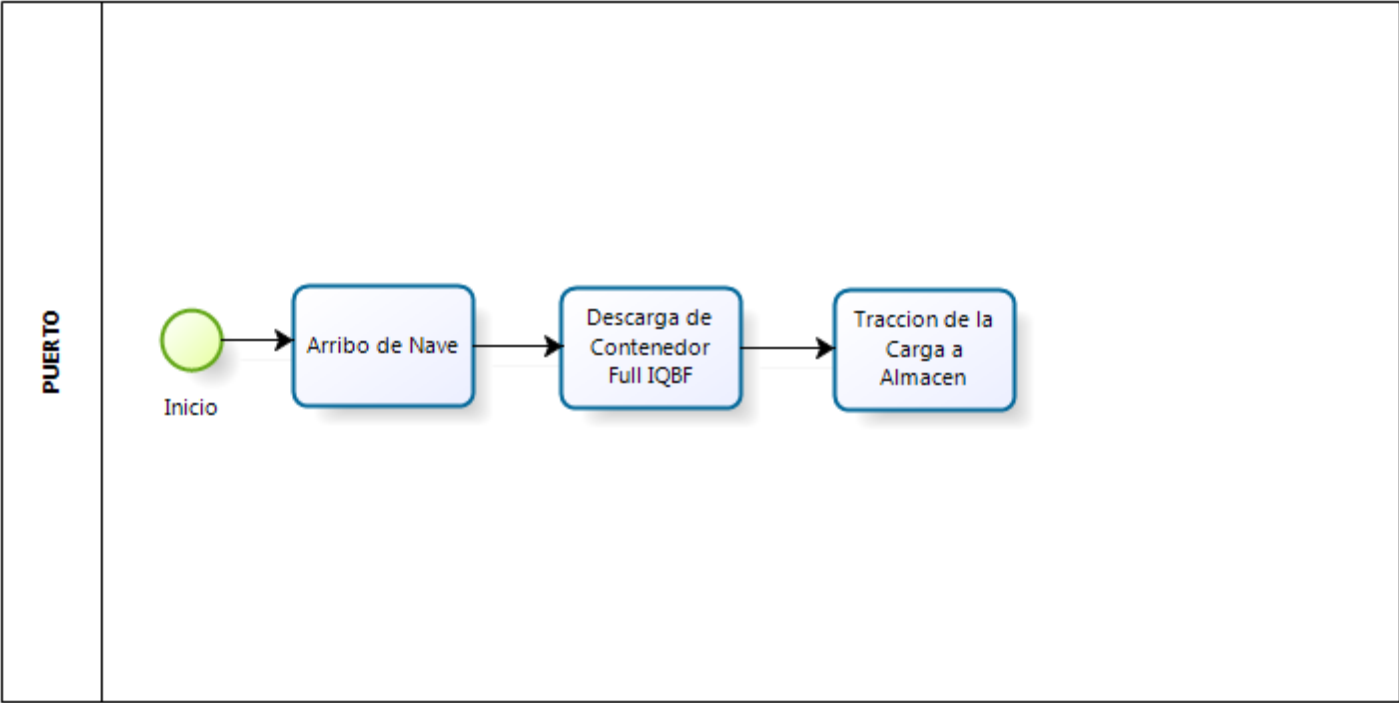 PUERTO
Inicio
Arribo de Nave
Descarga de
Contenedor
Full IQBF
Traccion de la
Carga a
Almacen